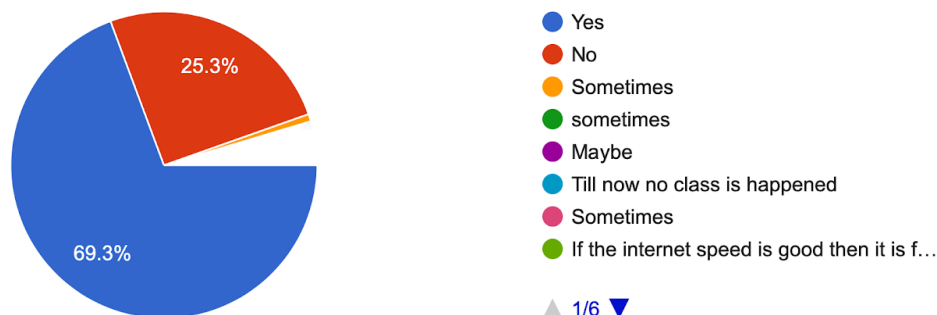 25.3%
69.3%
Yes
No
Sometimes
sometimes
Maybe
Till now no class is happened
Sometimes
If the internet speed is good then it is f...
1/6